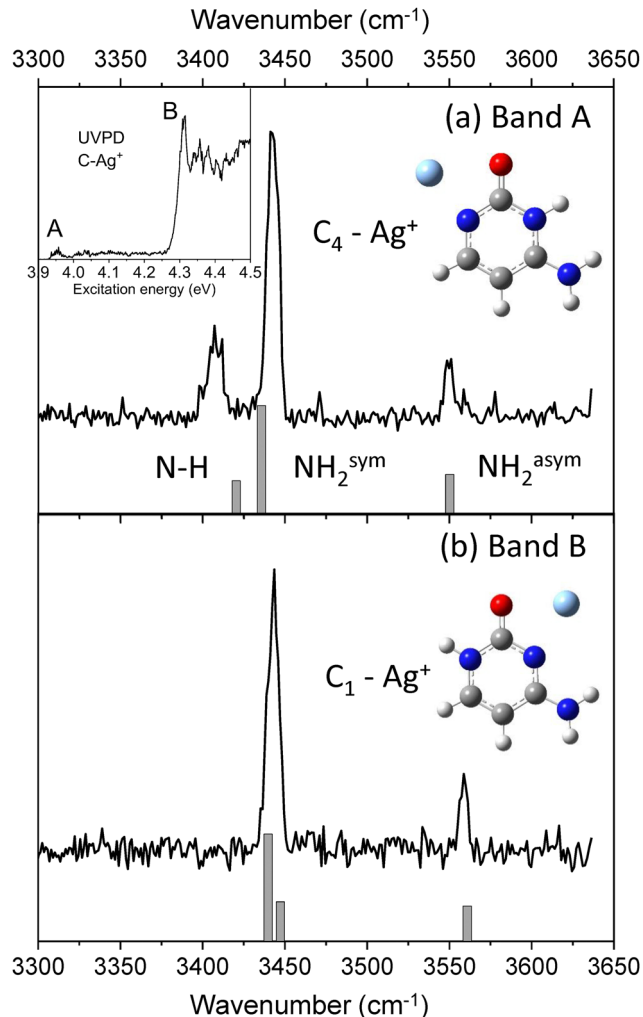 Wavenumber (cm⁻¹)
3300 3350 3400 3450 3500 3550 3600 3650
B
UVPD
C-Ag⁺
A
3.9 4.0 4.1 4.2 4.3 4.4 4.5
Excitation energy (eV)
(a) Band A
C₄ - Ag⁺
N-H NH₂ˢʸᵐ NH₂ᵃˢʸᵐ
(b) Band B
C₁ - Ag⁺
3300 3350 3400 3450 3500 3550 3600 3650
Wavenumber (cm⁻¹)